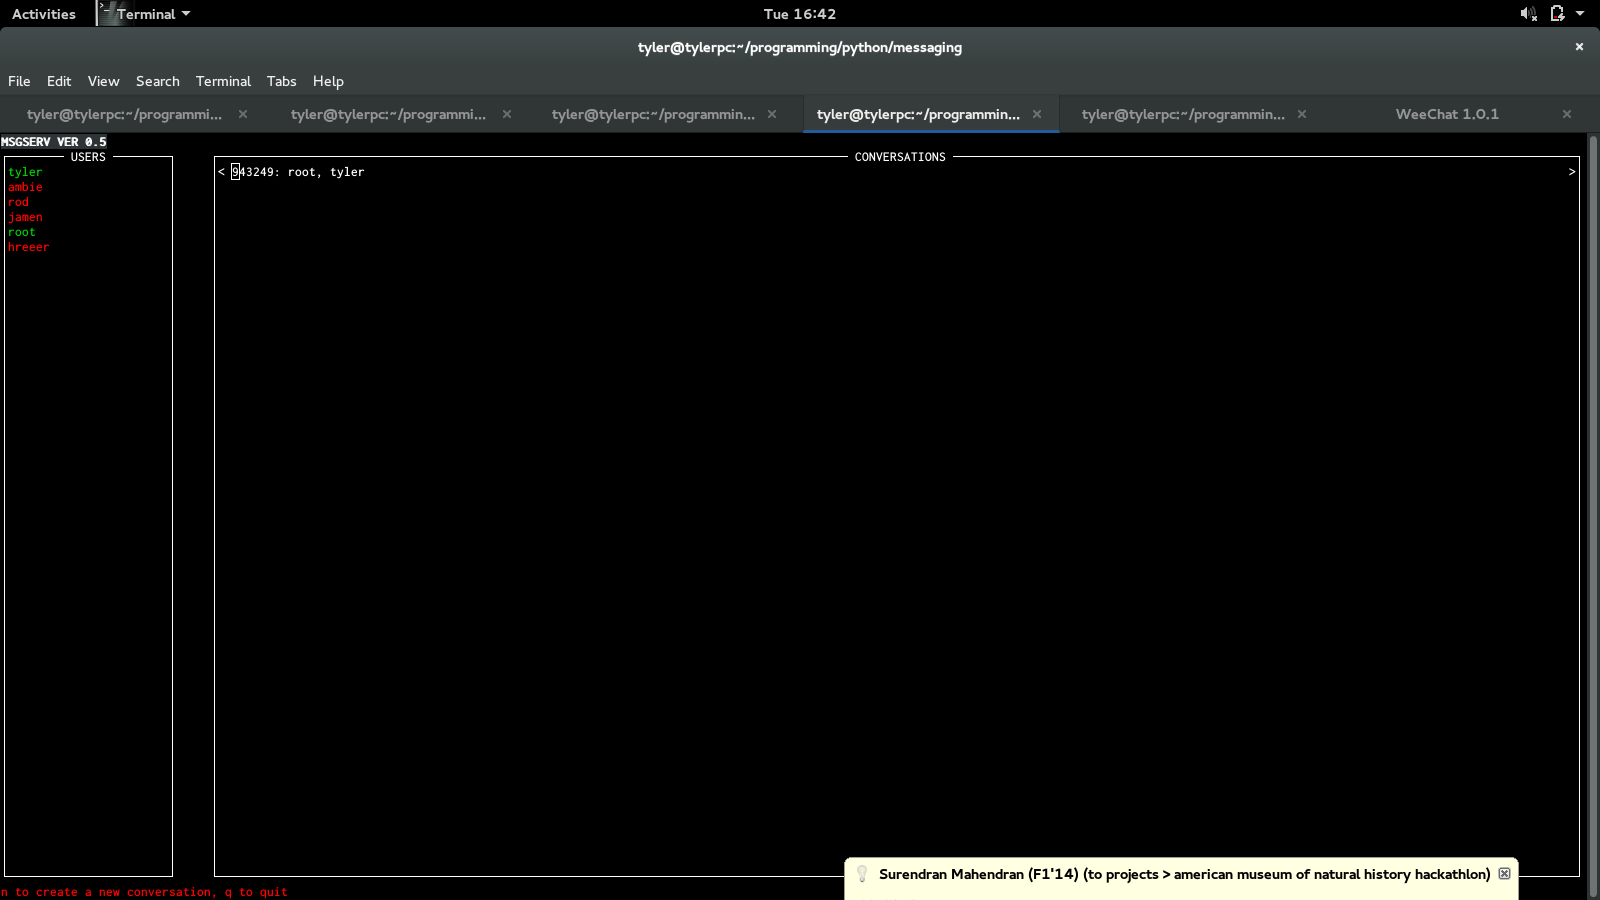 Activities Terminal Tue 16:42
tyler@tylerpc:~/programming/python/messaging
File Edit View Search Terminal Tabs Help
tyler@tylerpc:~/programmi... tyler@tylerpc:~/programmi... tyler@tylerpc:~/programmin... tyler@tylerpc:~/programmin... tyler@tylerpc:~/programmin... WeeChat 1.0.1
MSGSERV VER 0.5
USERS
tyler
ambie
rod
jamen
root
hreeer
CONVERSATIONS
< 943249: root, tyler >
n to create a new conversation, q to quit
Surendran Mahendran (F1'14) (to projects > american museum of natural history hackathlon)